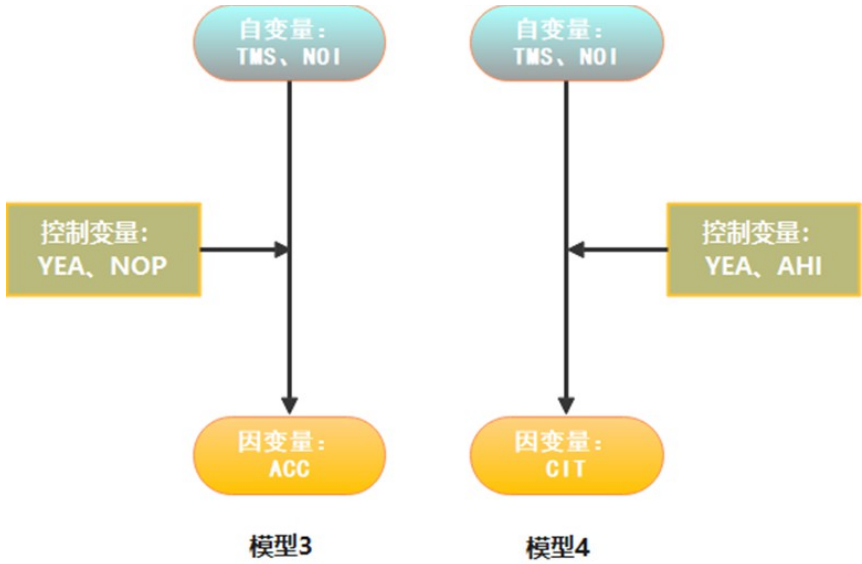 自变量：
TMS、NOI
自变量：
TMS、NOI
控制变量：
YEA、NOP
控制变量：
YEA、AHI
因变量：
ACC
因变量：
CIT
模型3
模型4